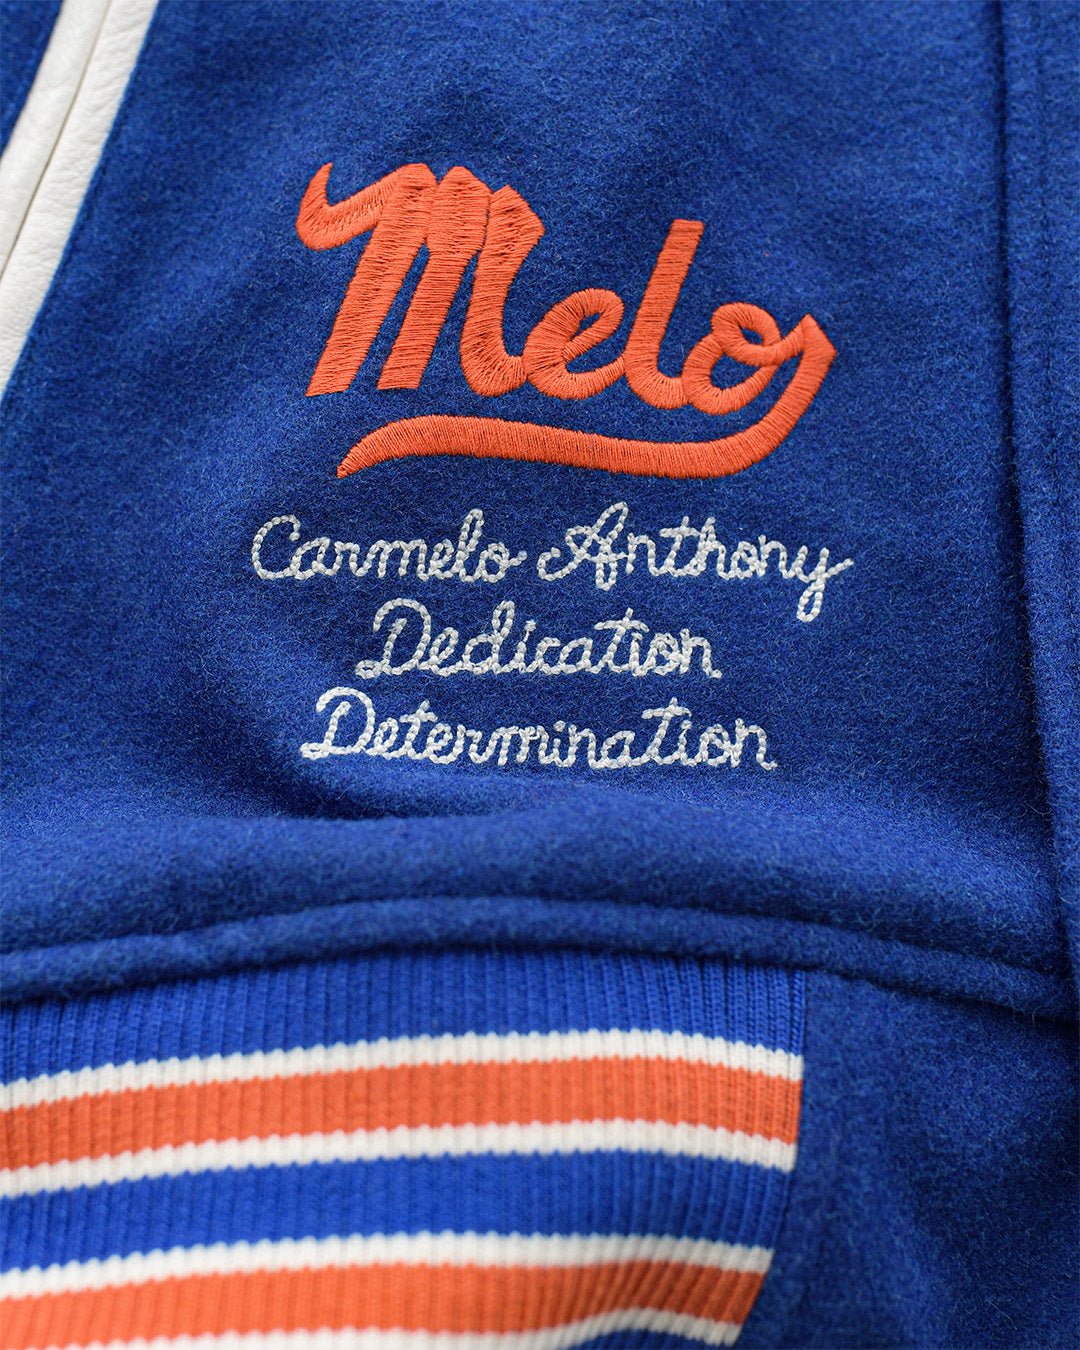 Melo
Carmelo Anthony
Dedication
Determination